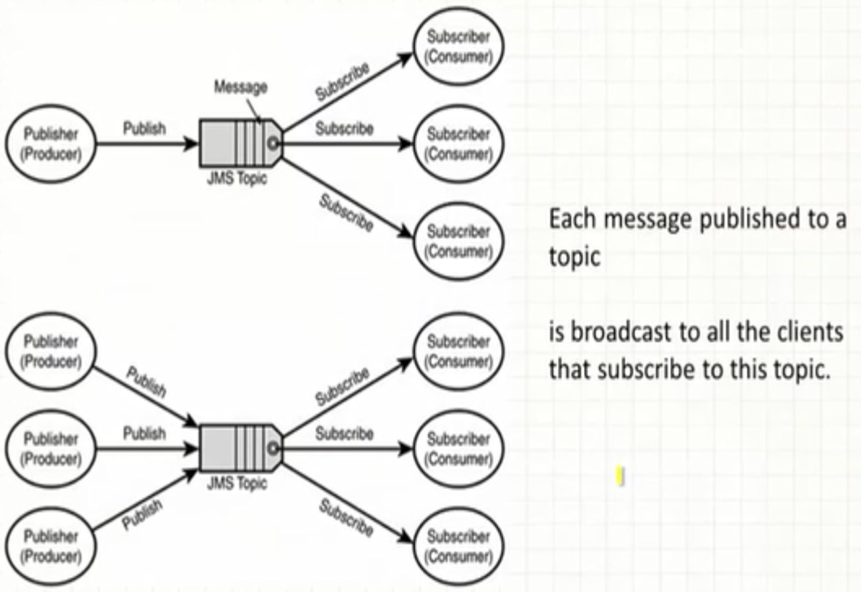 Subscriber
(Consumer)
Message
Subscribe
Publisher
(Producer)
Publish
Subscribe
Subscriber
(Consumer)
JMS Topic
Subscribe
Subscriber
(Consumer)
Each message published to a
topic
is broadcast to all the clients
that subscribe to this topic.
Publisher
(Producer)
Publish
Subscribe
Subscriber
(Consumer)
Publisher
(Producer)
Publish
Subscribe
Subscriber
(Consumer)
JMS Topic
Publisher
(Producer)
Publish
Subscribe
Subscriber
(Consumer)